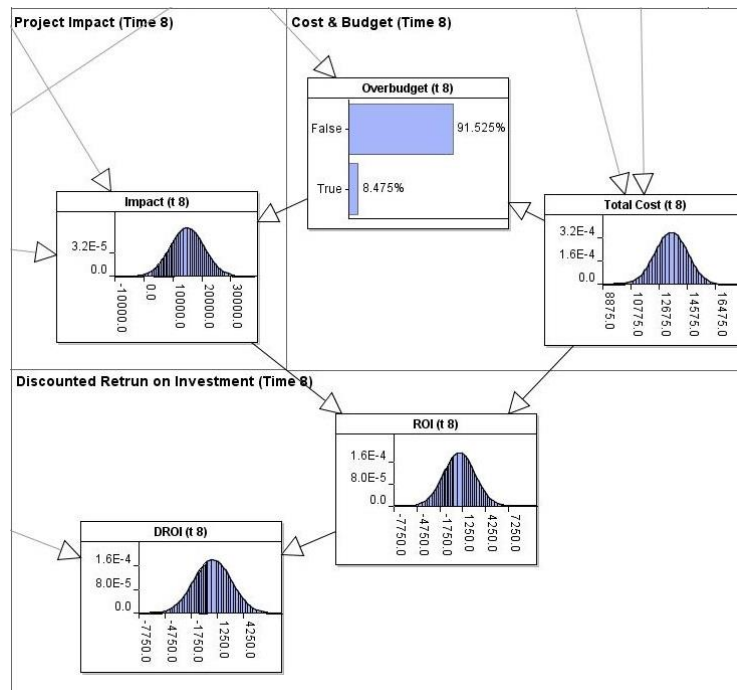 Project Impact (Time 8)
Cost & Budget (Time 8)
Overbudget (t 8)
False
91.525%
True
8.475%
Impact (t 8)
3.2E-5
0.0
-10000.0
0.0
10000.0
20000.0
30000.0
Total Cost (t 8)
3.2E-4
1.6E-4
0.0
8875.0
10775.0
12675.0
14575.0
16475.0
Discounted Retrun on Investment (Time 8)
ROI (t 8)
1.6E-4
8.0E-5
0.0
-7750.0
-4750.0
-1750.0
1250.0
4250.0
7250.0
DROI (t 8)
1.6E-4
8.0E-5
0.0
-7750.0
-4750.0
-1750.0
1250.0
4250.0